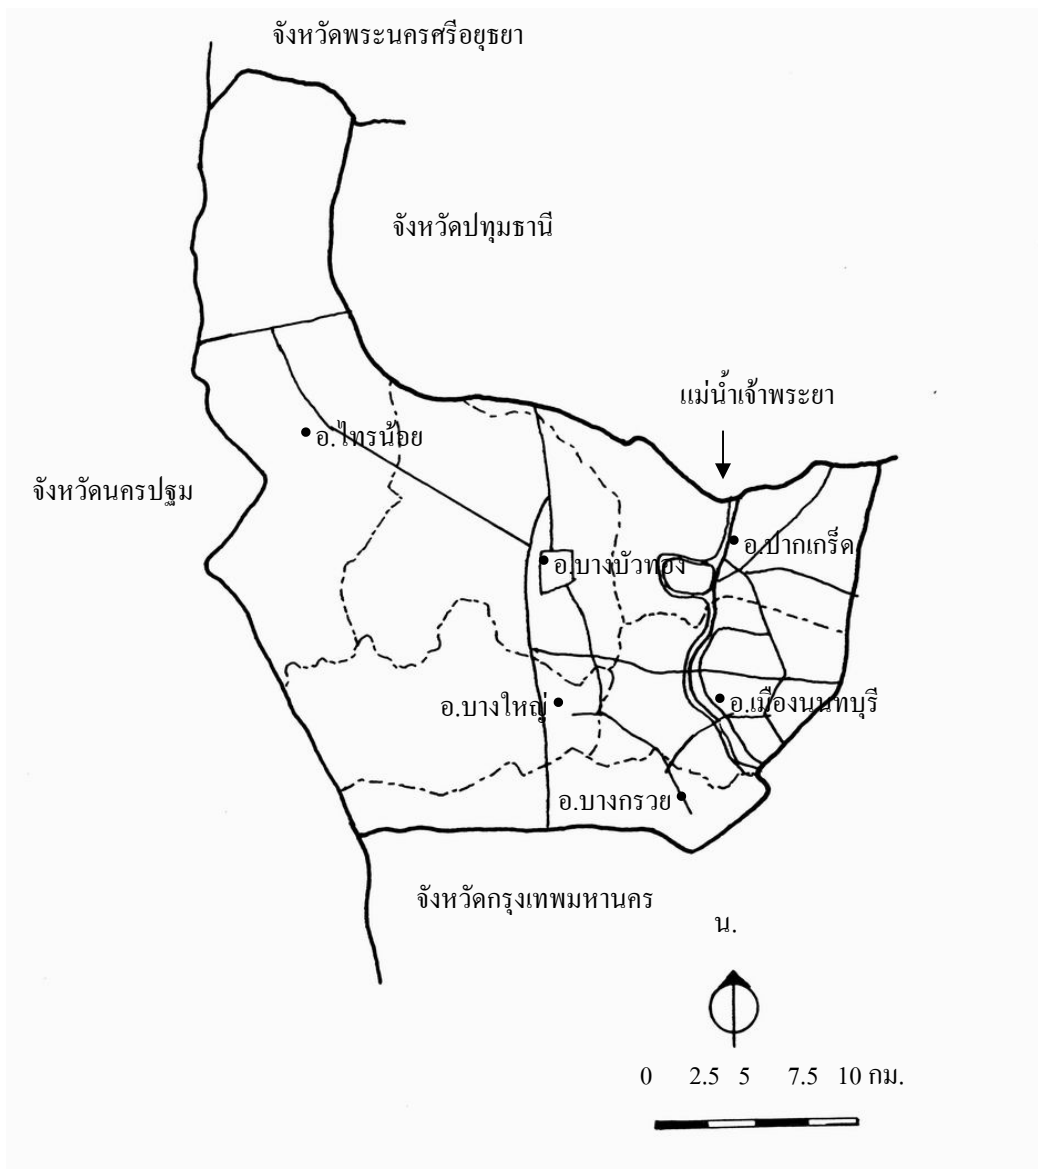 จังหวัดพระนครศรีอยุธยา
จังหวัดปทุมธานี
แม่น้ำเจ้าพระยา
อ.ไทรน้อย
จังหวัดนครปฐม
อ.ปากเกร็ด
อ.บางบัวทอง
อ.เมืองนนทบุรี
อ.บางใหญ่
อ.บางกรวย
จังหวัดกรุงเทพมหานคร
น.
0 2.5 5 7.5 10 กม.